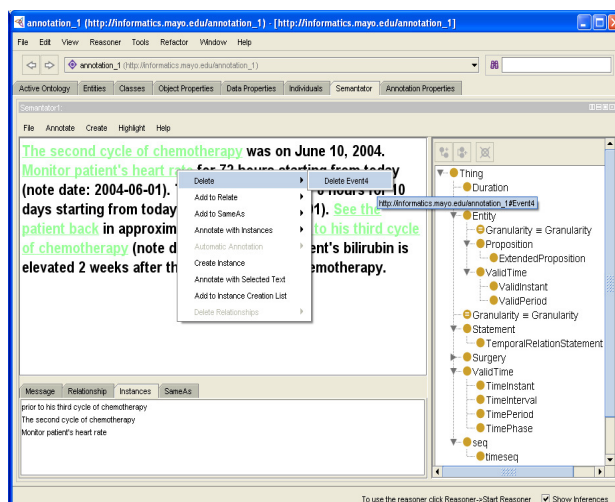 annotation_1 (http://informatics.mayo.edu/annotation_1) - [http://informatics.mayo.edu/annotation_1]
File Edit View Reasoner Tools Refactor Window Help
annotation_1 (http://informatics.mayo.edu/annotation_1)
Active Ontology Entities Classes Object Properties Data Properties Individuals Semantator Annotation Properties
Semantator1:
File Annotate Create Highlight Help
The second cycle of chemotherapy was on June 10, 2004.
Monitor patient's heart rate for 72 hours starting from today
(note date: 2004-06-01). hours for 10
days starting from today 01). See the
patient back in approxim to his third cycle
of chemotherapy (note d ent's bilirubin is
elevated 2 weeks after th emotherapy.
Delete
Add to Relate
Add to SameAs
Annotate with Instances
Automatic Annotation
Create Instance
Annotate with Selected Text
Add to Instance Creation List
Delete Relationships
Delete Event4
http://informatics.mayo.edu/annotation_1#Event4
Thing
Duration
Entity
Granularity ≡ Granularity
Proposition
ExtendedProposition
ValidTime
ValidInstant
ValidPeriod
Granularity ≡ Granularity
Statement
TemporalRelationStatement
Surgery
ValidTime
TimeInstant
TimeInterval
TimePeriod
TimePhase
seq
timeseq
Message Relationship Instances SameAs
prior to his third cycle of chemotherapy
The second cycle of chemotherapy
Monitor patient's heart rate
To use the reasoner click Reasoner->Start Reasoner Show Inferences